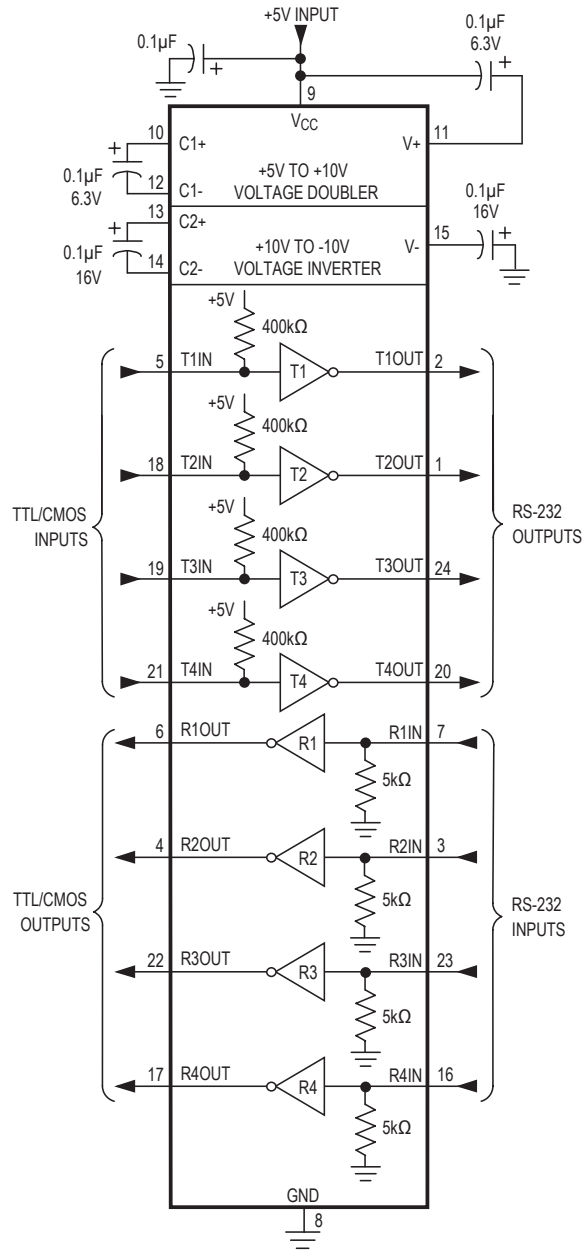 +5V INPUT
0.1µF
0.1µF
6.3V
9
VCC
10
C1+
V+
11
0.1µF
6.3V
12
C1-
+5V TO +10V
VOLTAGE DOUBLER
13
C2+
0.1µF
16V
14
C2-
+10V TO -10V
VOLTAGE INVERTER
V-
15
0.1µF
16V
+5V
400kΩ
5
T1IN
T1
T1OUT
2
+5V
400kΩ
18
T2IN
T2
T2OUT
1
TTL/CMOS
INPUTS
RS-232
OUTPUTS
+5V
400kΩ
19
T3IN
T3
T3OUT
24
+5V
400kΩ
21
T4IN
T4
T4OUT
20
6
R1OUT
R1
R1IN
7
5kΩ
4
R2OUT
R2
R2IN
3
5kΩ
TTL/CMOS
OUTPUTS
RS-232
INPUTS
22
R3OUT
R3
R3IN
23
5kΩ
17
R4OUT
R4
R4IN
16
5kΩ
GND
8